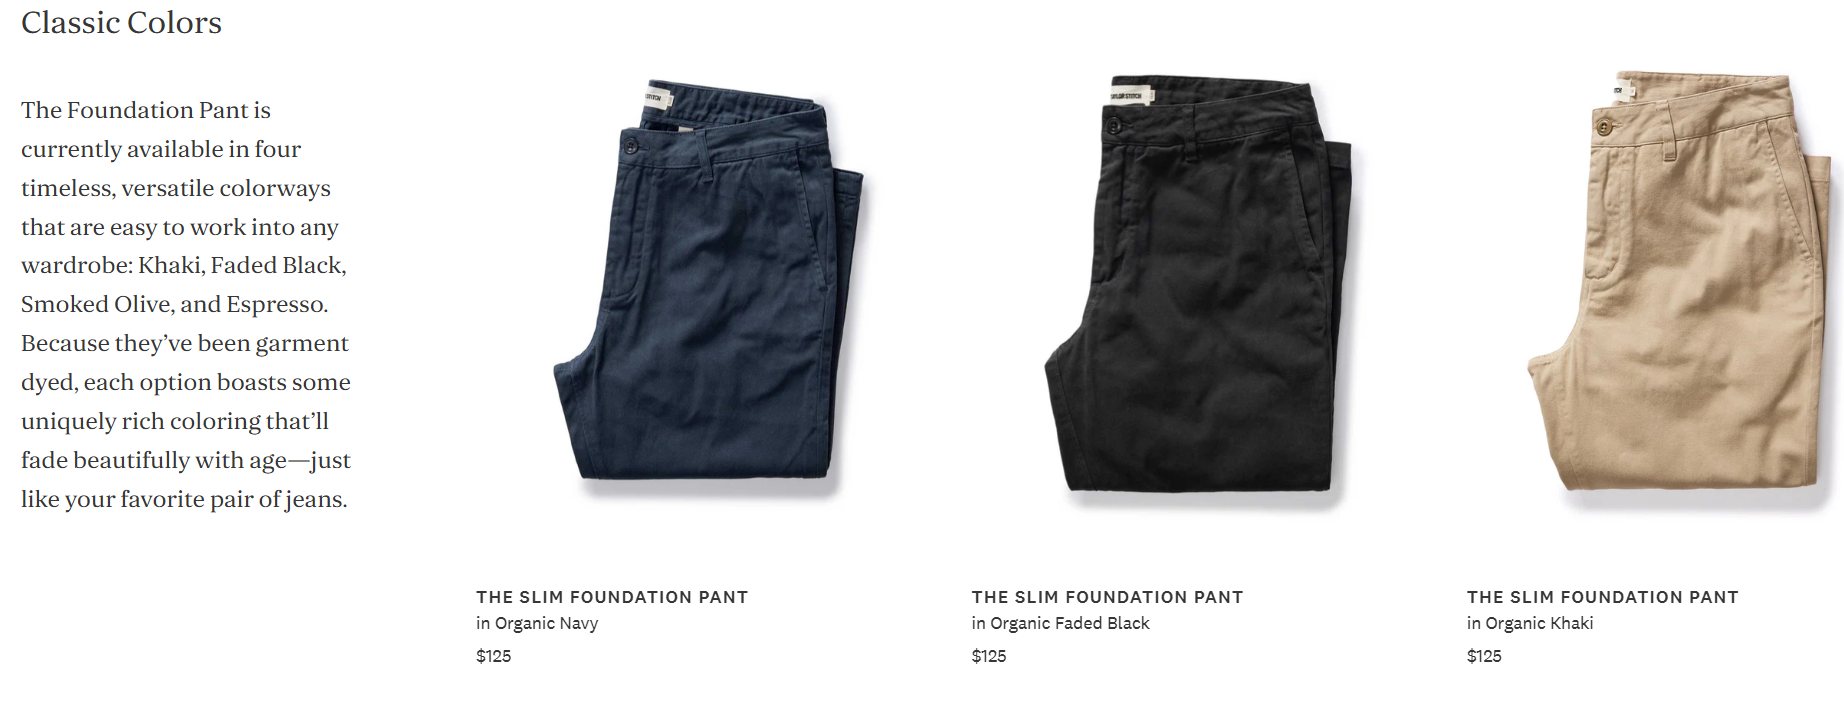 Classic Colors
The Foundation Pant is
currently available in four
timeless, versatile colorways
that are easy to work into any
wardrobe: Khaki, Faded Black,
Smoked Olive, and Espresso.
Because they’ve been garment
dyed, each option boasts some
uniquely rich coloring that’ll
fade beautifully with age—just
like your favorite pair of jeans.
STITCH
THE SLIM FOUNDATION PANT
in Organic Navy
$125
TAYLOR STITCH
THE SLIM FOUNDATION PANT
in Organic Faded Black
$125
TCH
THE SLIM FOUNDATION PANT
in Organic Khaki
$125